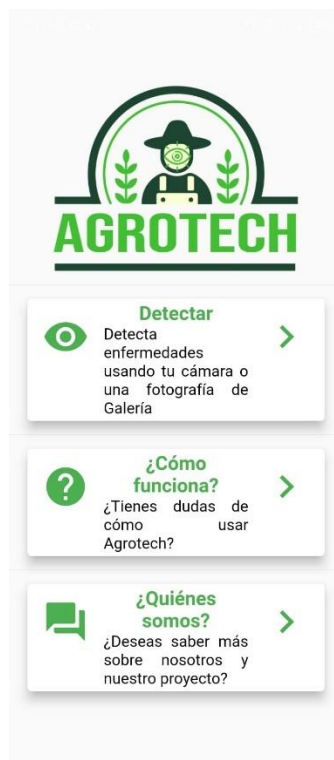 AGROTECH
Detectar
Detecta
enfermedades
usando tu cámara o
una fotografía de
Galería
¿Cómo
funciona?
¿Tienes dudas de
cómo usar
Agrotech?
¿Quiénes
somos?
¿Deseas saber más
sobre nosotros y
nuestro proyecto?